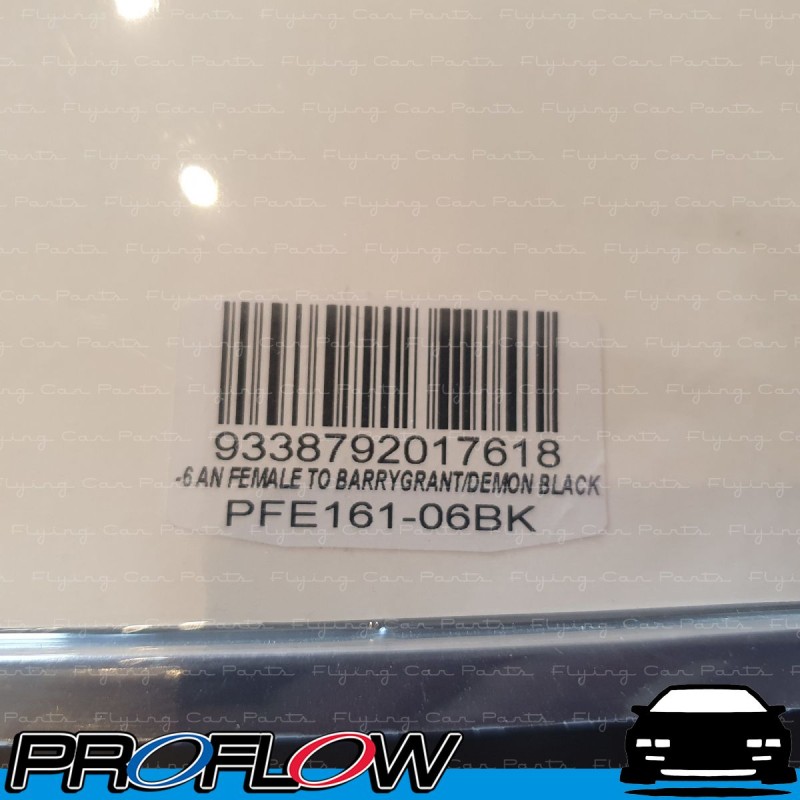 9338792017618
-6 AN FEMALE TO BARRYGRANT/DEMON BLACK
PFE161-06BK
Flying Car Parts
PROFLOW